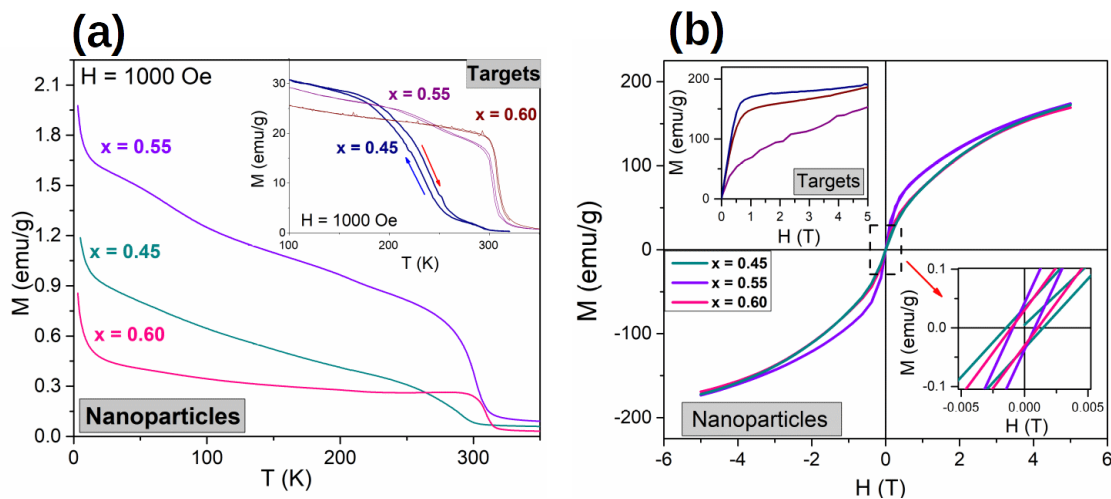 (a)
H = 1000 Oe
2.1
1.8
1.5
1.2
0.9
0.6
0.3
0.0
M (emu/g)
0
100
200
300
T (K)
x = 0.55
x = 0.45
x = 0.60
Nanoparticles
Targets
30
20
10
0
M (emu/g)
x = 0.55
x = 0.60
x = 0.45
H = 1000 Oe
100
200
300
T (K)
(b)
200
100
0
-100
-200
M (emu/g)
-6
-4
-2
0
2
4
6
H (T)
200
150
100
50
0
M (emu/g)
0
1
2
3
4
5
H (T)
Targets
x = 0.45
x = 0.55
x = 0.60
0.1
0.0
-0.1
M (emu/g)
-0.005
0.000
0.005
H (T)
Nanoparticles